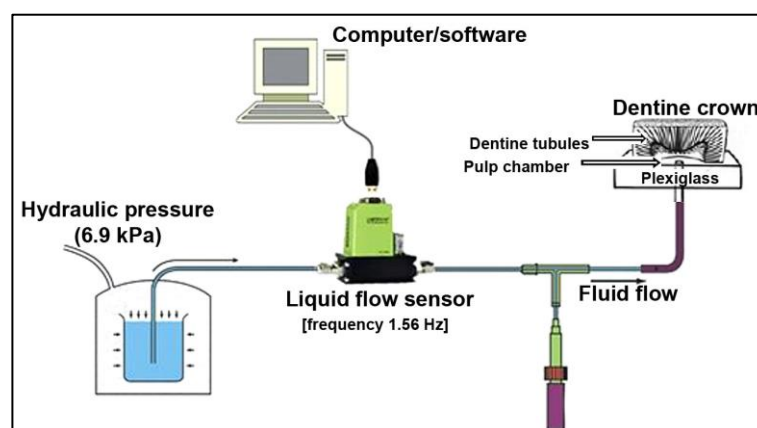 Computer/software
Dentine crown
Dentine tubules
Pulp chamber
Plexiglass
Hydraulic pressure
(6.9 kPa)
Liquid flow sensor
[frequency 1.56 Hz]
Fluid flow